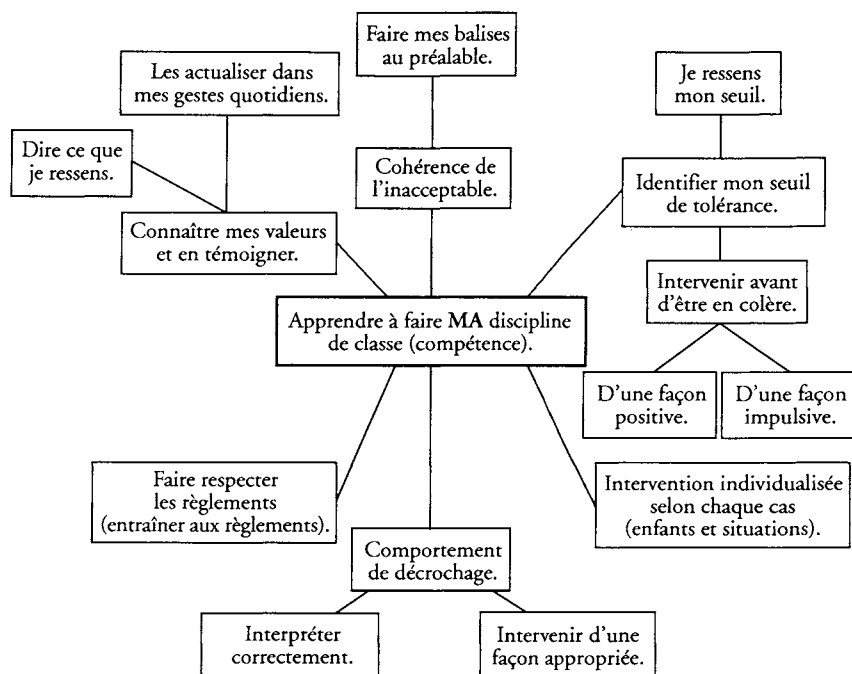 Faire mes balises
au préalable.
Les actualiser dans
mes gestes quotidiens.
Je ressens
mon seuil.
Dire ce que
je ressens.
Cohérence de
l'inacceptable.
Identifier mon seuil
de tolérance.
Connaître mes valeurs
et en témoigner.
Intervenir avant
d'être en colère.
Apprendre à faire MA discipline
de classe (compétence).
D'une façon
positive.
D'une façon
impulsive.
Faire respecter
les règlements
(entraîner aux règlements).
Intervention individualisée
selon chaque cas
(enfants et situations).
Comportement
de décrochage.
Interpréter
correctement.
Intervenir d'une
façon appropriée.